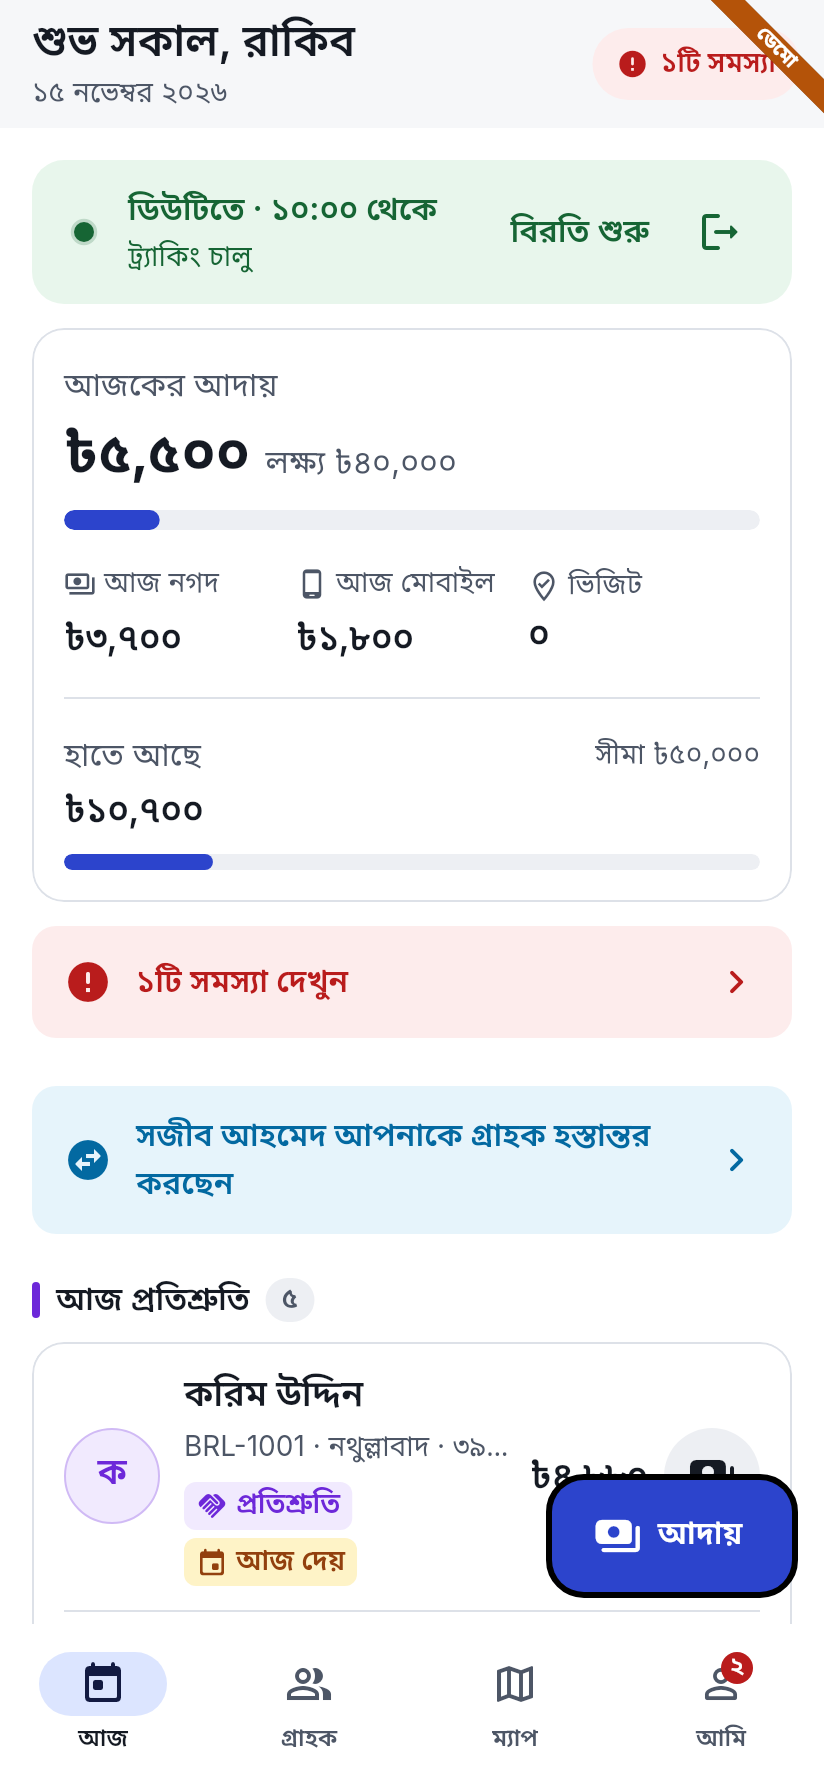 শুভ সকাল, রাকিব
১৫ নভেম্বর ২০২৬
১টি সমস্যা
ডেমো
ডিউটিতে · ১০:০০ থেকে
ট্র্যাকিং চালু
বিরতি শুরু
আজকের আদায়
৳৫,৫০০ লক্ষ্য ৳৪০,০০০
আজ নগদ
৳৩,৭০০
আজ মোবাইল
৳১,৮০০
ভিজিট
০
হাতে আছে
সীমা ৳৫০,০০০
৳১০,৭০০
১টি সমস্যা দেখুন
সজীব আহমেদ আপনাকে গ্রাহক হস্তান্তর
করছেন
আজ প্রতিশ্রুতি ৫
ক
করিম উদ্দিন
BRL-1001 · নথুল্লাবাদ · ৩৯...
প্রতিশ্রুতি
আজ দেয়
আদায়
আজ
গ্রাহক
ম্যাপ
আমি
২